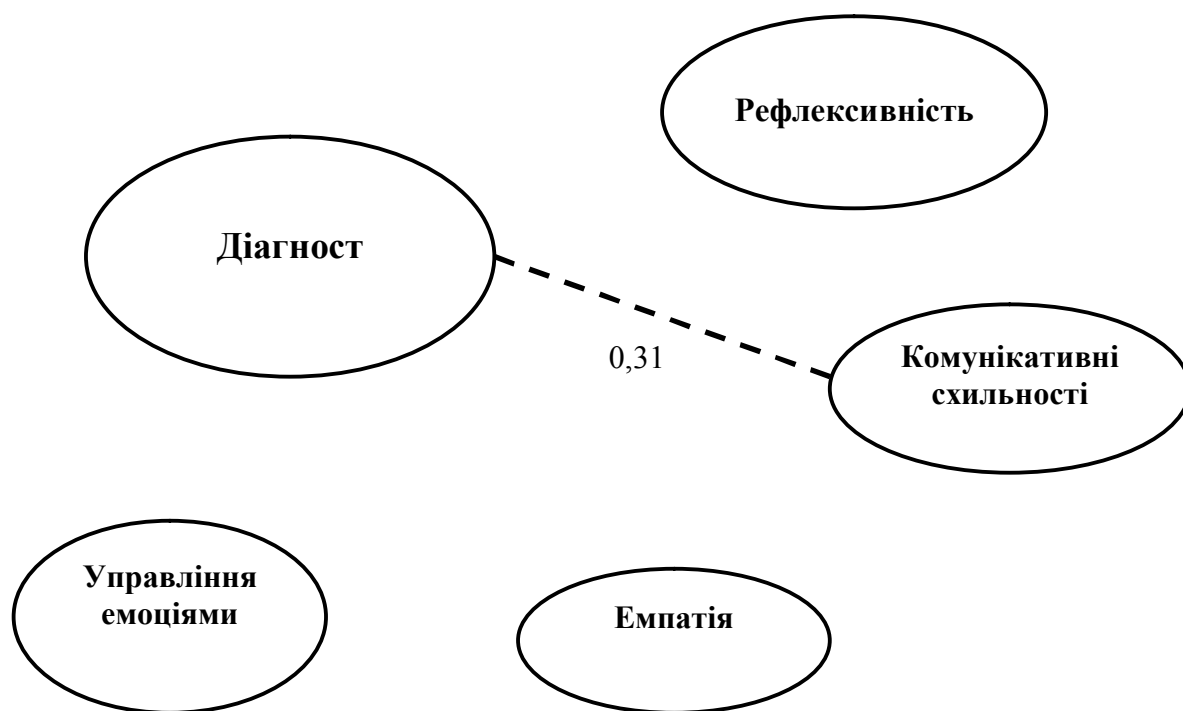 Рефлексивність
Діагност
0,31
Комунікативні
схильності
Управління
емоціями
Емпатія